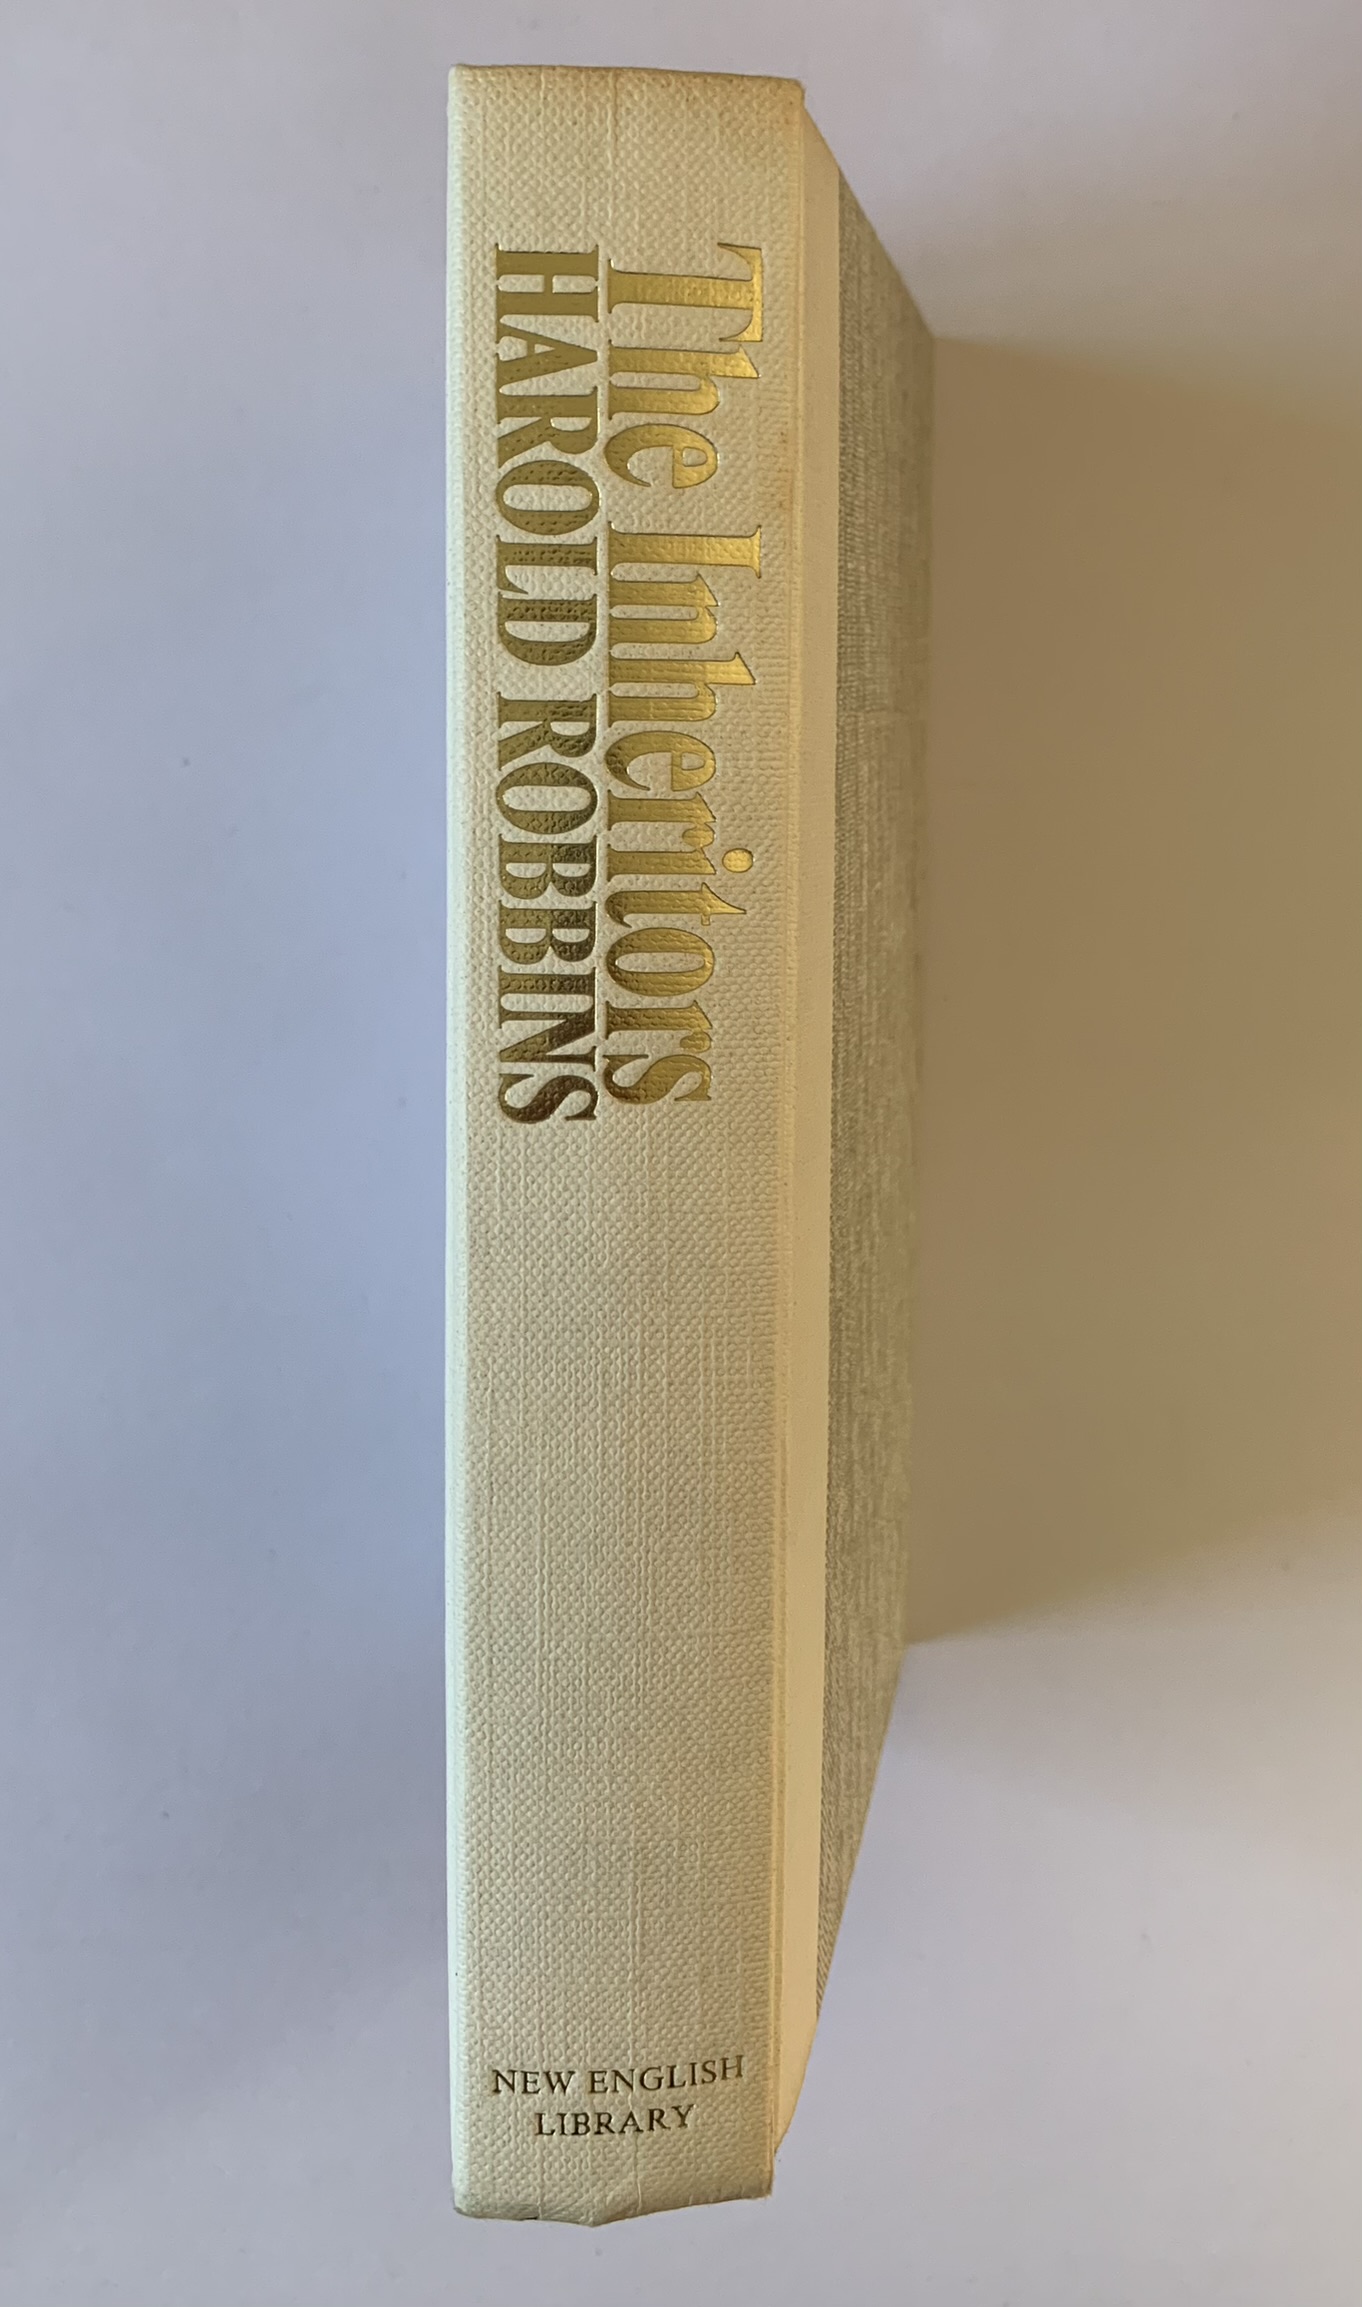 The Inheritors
HAROLD ROBBINS
NEW ENGLISH
LIBRARY